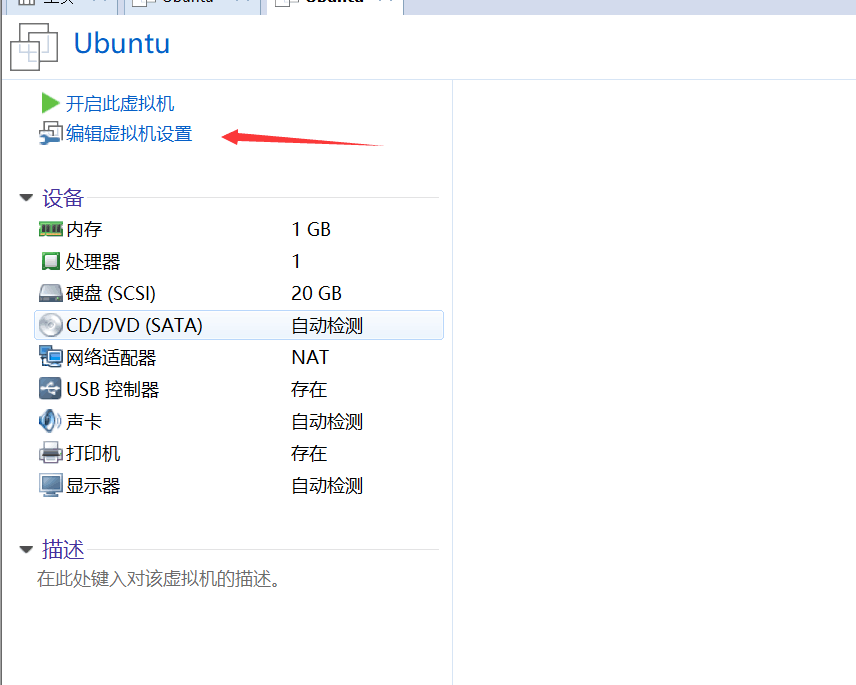 主页 Ubuntu Ubuntu
Ubuntu
开启此虚拟机
编辑虚拟机设置
设备
内存 1 GB
处理器 1
硬盘 (SCSI) 20 GB
CD/DVD (SATA) 自动检测
网络适配器 NAT
USB 控制器 存在
声卡 自动检测
打印机 存在
显示器 自动检测
描述
在此处键入对该虚拟机的描述。